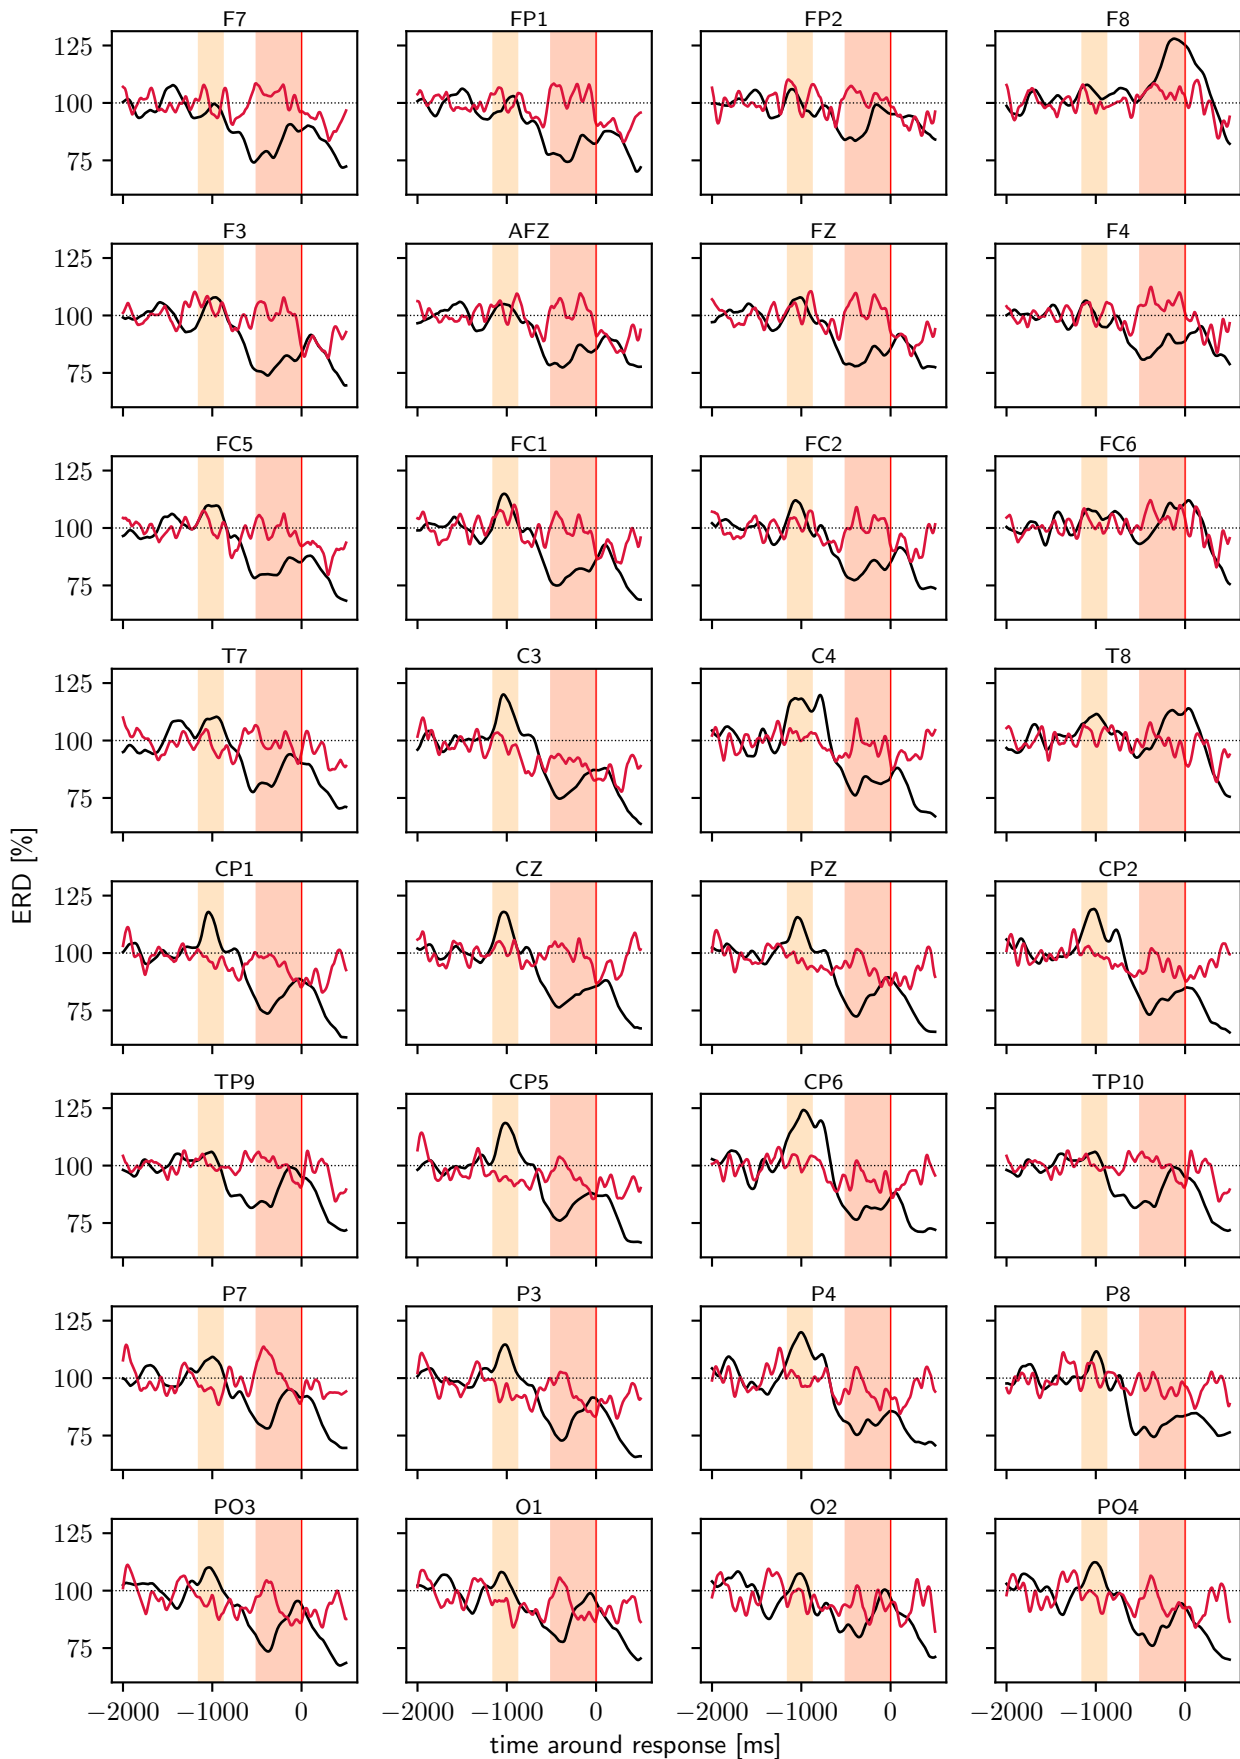 F7 FP1 FP2 F8
125
100
75
F3 AFZ FZ F4
125
100
75
FC5 FC1 FC2 FC6
125
100
75
T7 C3 C4 T8
125
100
75
ERD [%]
CP1 CZ PZ CP2
125
100
75
TP9 CP5 CP6 TP10
125
100
75
P7 P3 P4 P8
125
100
75
PO3 O1 O2 PO4
125
100
75
−2000 −1000 0 −2000 −1000 0 −2000 −1000 0 −2000 −1000 0
time around response [ms]